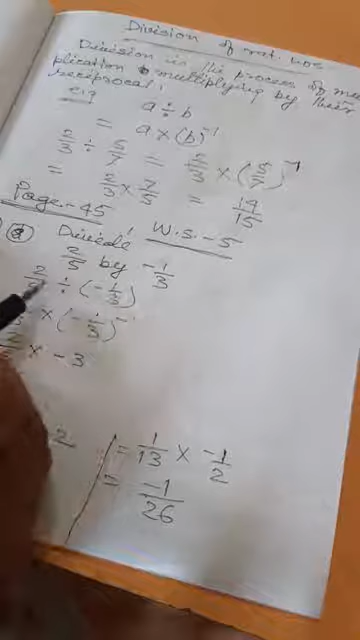 Division of rat. nos
Division is the process of mul
plication & multiplying by their
reciprocal.
e.g
a ÷ b
= a × (b)⁻¹
2/3 ÷ 5/7 = 2/3 × (5/7)⁻¹
= 2/3 × 7/5 = 14/15
Page - 45
W.S. - 5
(a) Divide
2/5 by -1/3
÷ (-1/3)
× (-1/3)⁻¹
× -3
= 1/13 × -1/2
= -1/26